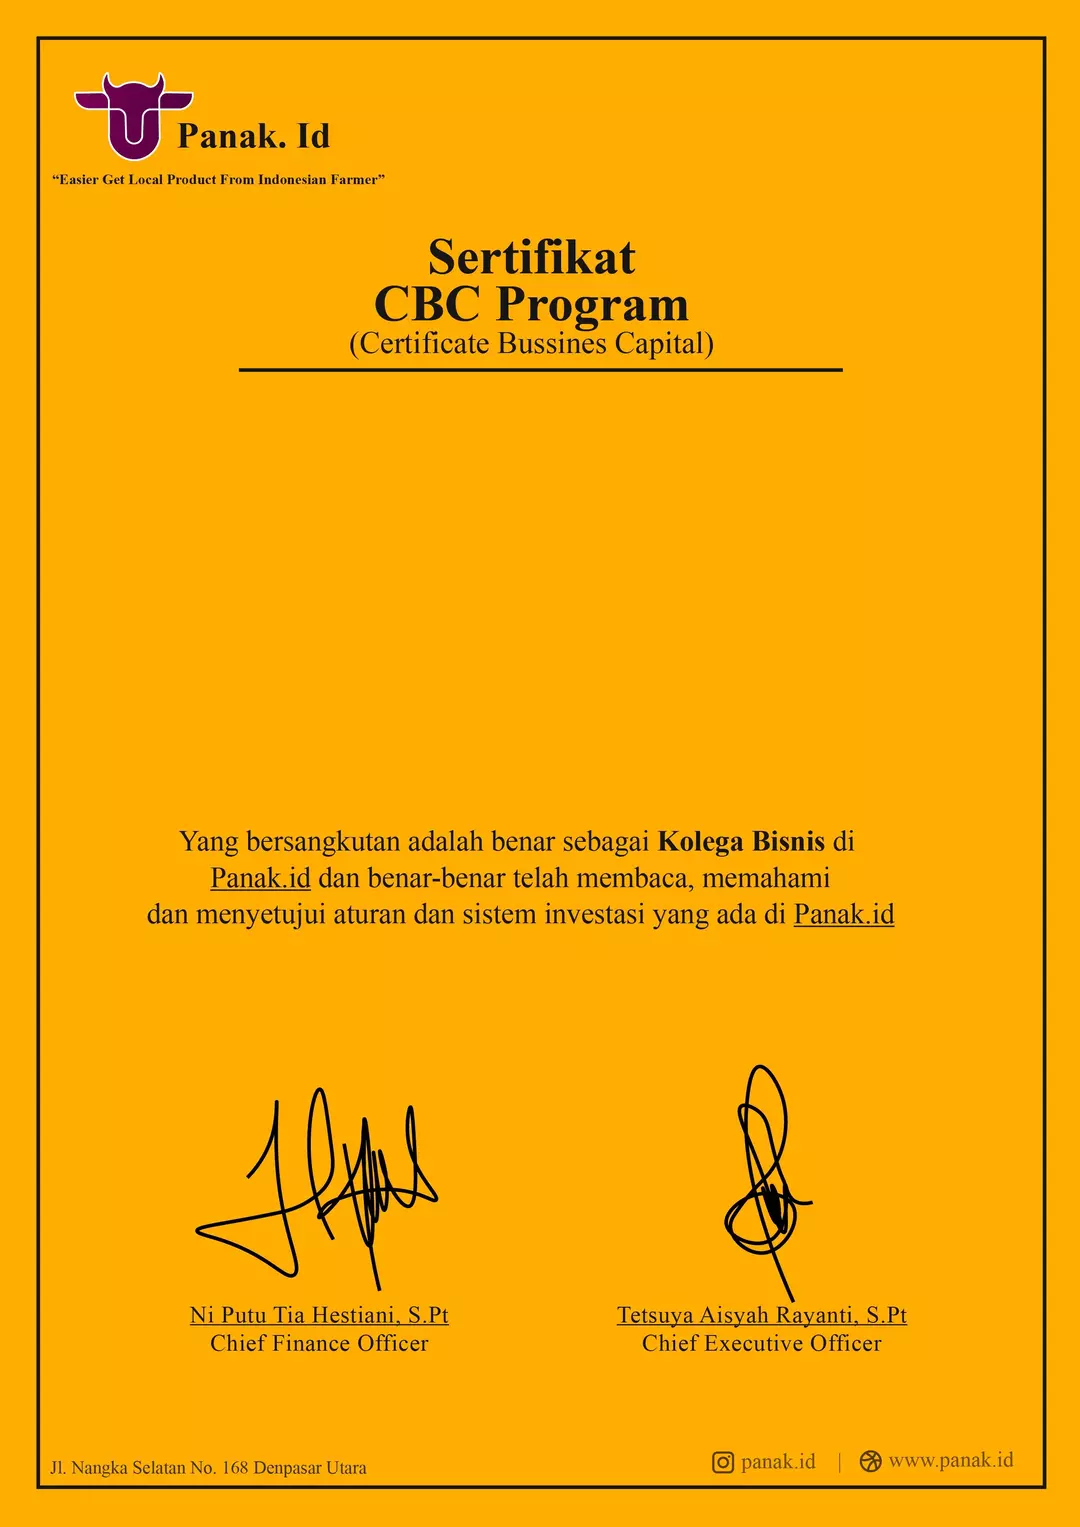 Panak. Id
“Easier Get Local Product From Indonesian Farmer”
Sertifikat
CBC Program
(Certificate Bussines Capital)
Yang bersangkutan adalah benar sebagai Kolega Bisnis di
Panak.id dan benar-benar telah membaca, memahami
dan menyetujui aturan dan sistem investasi yang ada di Panak.id
Ni Putu Tia Hestiani, S.Pt
Chief Finance Officer
Tetsuya Aisyah Rayanti, S.Pt
Chief Executive Officer
Jl. Nangka Selatan No. 168 Denpasar Utara
panak.id | www.panak.id